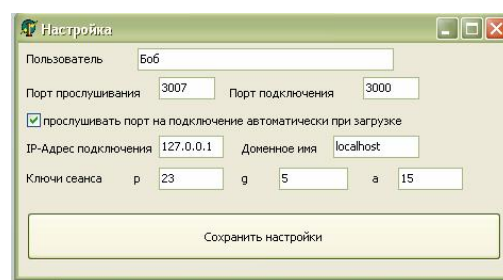 Настройка
Пользователь Боб
Порт прослушивания 3007 Порт подключения 3000
прослушивать порт на подключение автоматически при загрузке
IP-Адрес подключения 127.0.0.1 Доменное имя localhost
Ключи сеанса p 23 g 5 a 15
Сохранить настройки